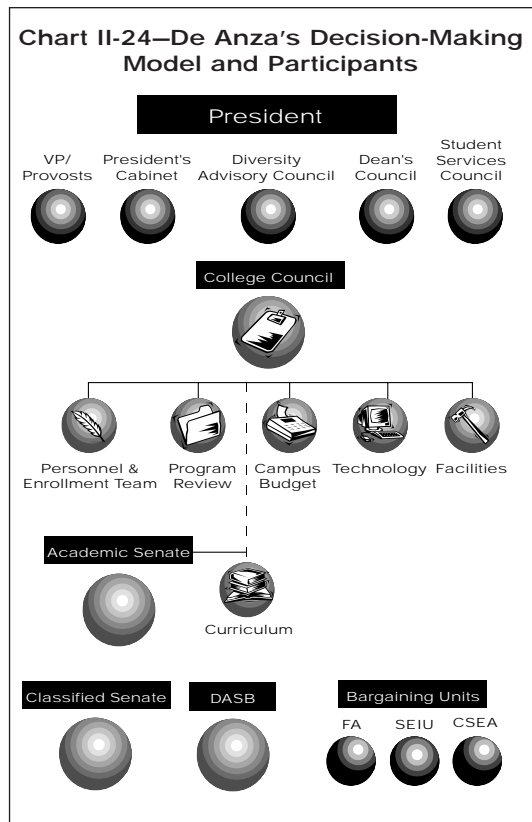 Chart II-24—De Anza's Decision-Making
Model and Participants
President
VP/
Provosts
President's
Cabinet
Diversity
Advisory Council
Dean's
Council
Student
Services
Council
College Council
Personnel &
Enrollment Team
Program
Review
Campus
Budget
Technology
Facilities
Academic Senate
Curriculum
Classified Senate
DASB
Bargaining Units
FA
SEIU
CSEA